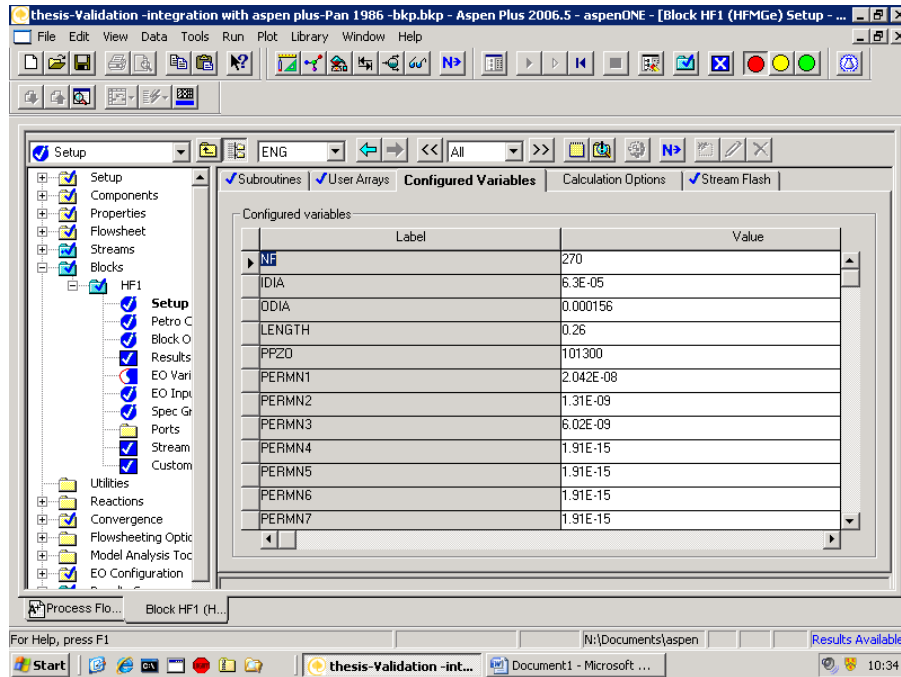 thesis-Validation -integration with aspen plus-Pan 1986 -bkp.bkp - Aspen Plus 2006.5 - aspenONE - [Block HF1 (HFMGe) Setup - ...
File Edit View Data Tools Run Plot Library Window Help
N>
Setup ENG << All >> N>
Setup
Components
Properties
Flowsheet
Streams
Blocks
HF1
Setup
Petro C
Block O
Results
EO Vari
EO Inpu
Spec Gr
Ports
Stream
Custom
Utilities
Reactions
Convergence
Flowsheeting Optic
Model Analysis Toc
EO Configuration
Subroutines User Arrays Configured Variables Calculation Options Stream Flash
Configured variables
Label Value
NF 270
IDIA 6.3E-05
ODIA 0.000156
LENGTH 0.26
PPZO 101300
PERMN1 2.042E-08
PERMN2 1.31E-09
PERMN3 6.02E-09
PERMN4 1.91E-15
PERMN5 1.91E-15
PERMN6 1.91E-15
PERMN7 1.91E-15
Process Flo... Block HF1 (H...
For Help, press F1 N:\Documents\aspen Results Available
Start thesis-Validation -int... Document1 - Microsoft ... 10:34